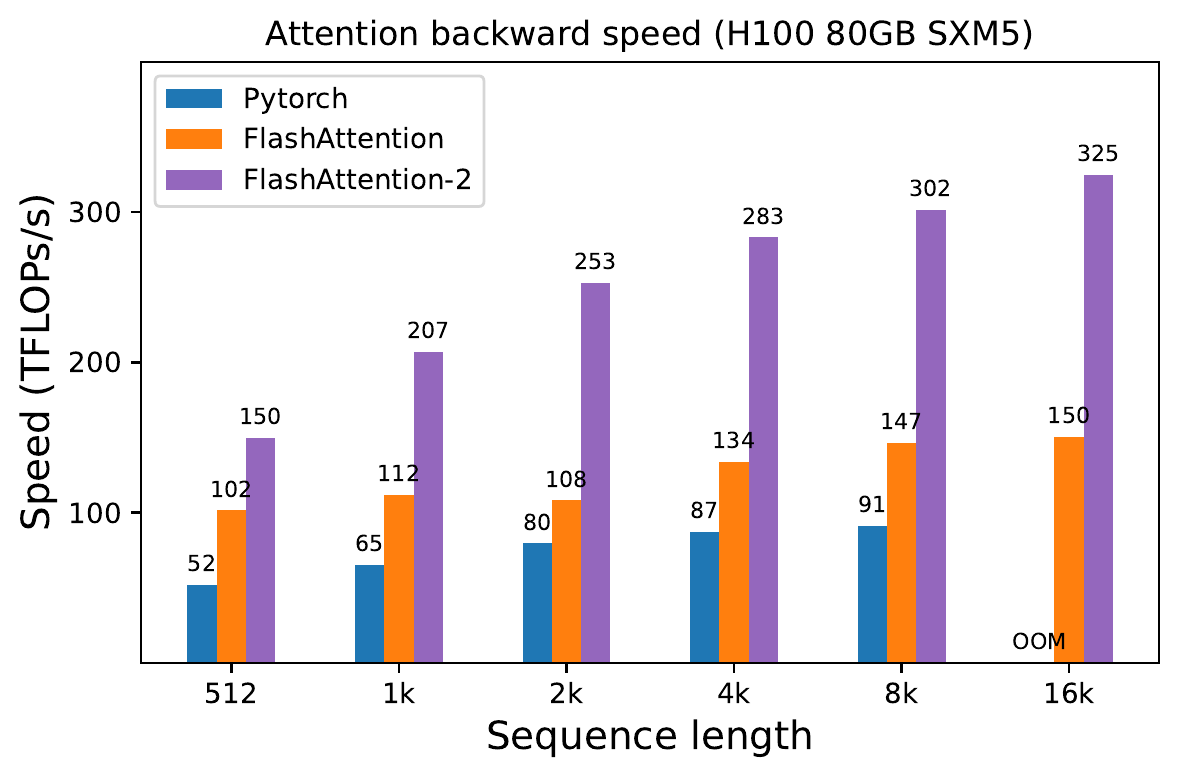 Attention backward speed (H100 80GB SXM5)
Pytorch
FlashAttention
FlashAttention-2
Speed (TFLOPs/s)
300
200
100
52
102
150
65
112
207
80
108
253
87
134
283
91
147
302
OOM
150
325
512
1k
2k
4k
8k
16k
Sequence length